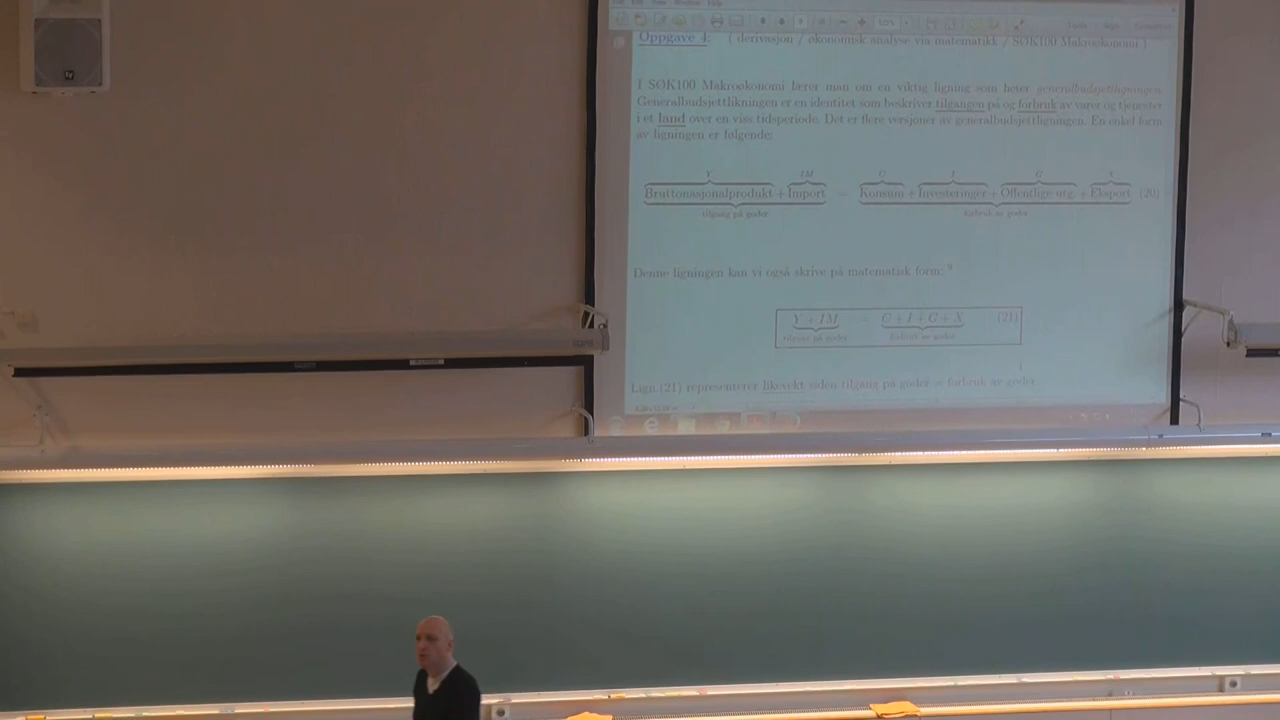 Oppgave 4: ( derivasjon / økonomisk analyse via matematikk / SØK100 Makroøkonomi )
I SØK100 Makroøkonomi lærer man om en viktig ligning som heter generalbudsjettligningen.
Generalbudsjettlikningen er en identitet som beskriver tilgangen på og forbruk av varer og tjenester
i et land over en viss tidsperiode. Det er flere versjoner av generalbudsjettligningen. En enkel form
av ligningen er følgende:
Y IM C I G X
Bruttonasjonalprodukt + Import = Konsum + Investeringer + Offentlige utg. + Eksport (20)
tilgang på goder forbruk av goder
Denne ligningen kan vi også skrive på matematisk form: 9
Y + IM = C + I + G + X (21)
tilgang på goder forbruk av goder
Lign.(21) representerer likevekt siden tilgang på goder = forbruk av goder.